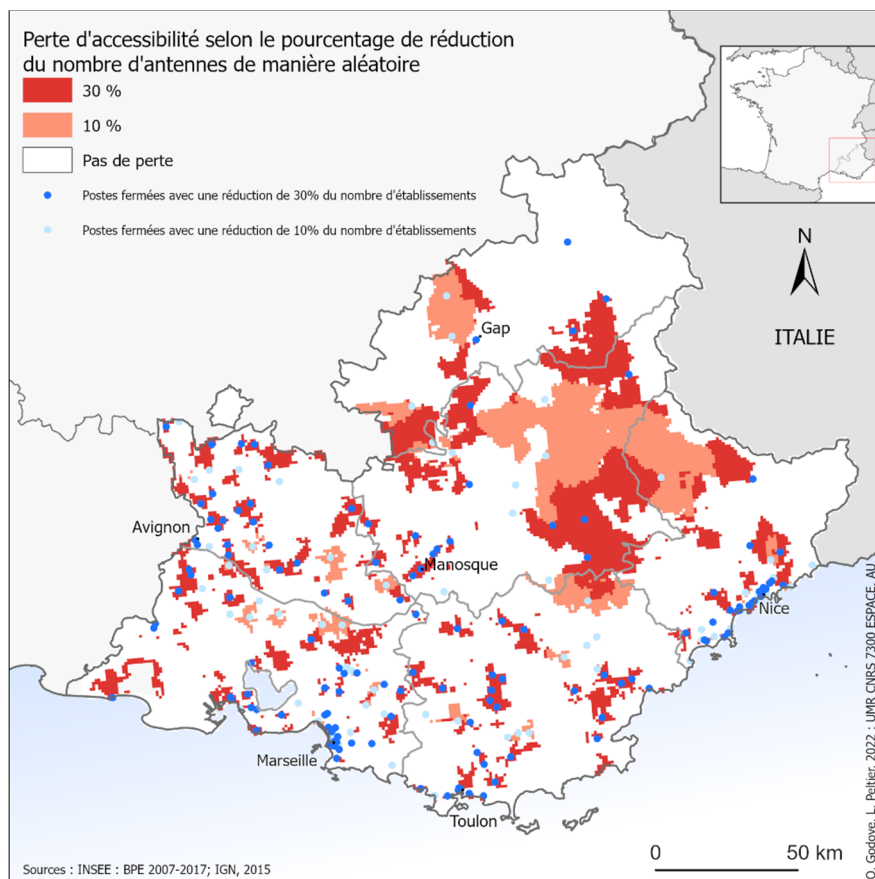 Perte d'accessibilité selon le pourcentage de réduction
du nombre d'antennes de manière aléatoire
30 %
10 %
Pas de perte
Postes fermées avec une réduction de 30% du nombre d'établissements
Postes fermées avec une réduction de 10% du nombre d'établissements
N
ITALIE
Gap
Avignon
Manosque
Nice
Marseille
Toulon
0 50 km
Sources : INSEE : BPE 2007-2017; IGN, 2015
O. Godoye, L. Peltier, 2022 : UMR CNRS 7300 ESPACE, AU